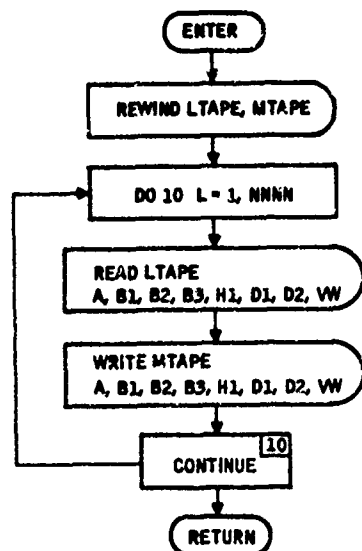 ENTER
REWIND LTAPE, MTAPE
DO 10 L = 1, NNNN
READ LTAPE
A, B1, B2, B3, H1, D1, D2, VW
WRITE MTAPE
A, B1, B2, B3, H1, D1, D2, VW
10
CONTINUE
RETURN